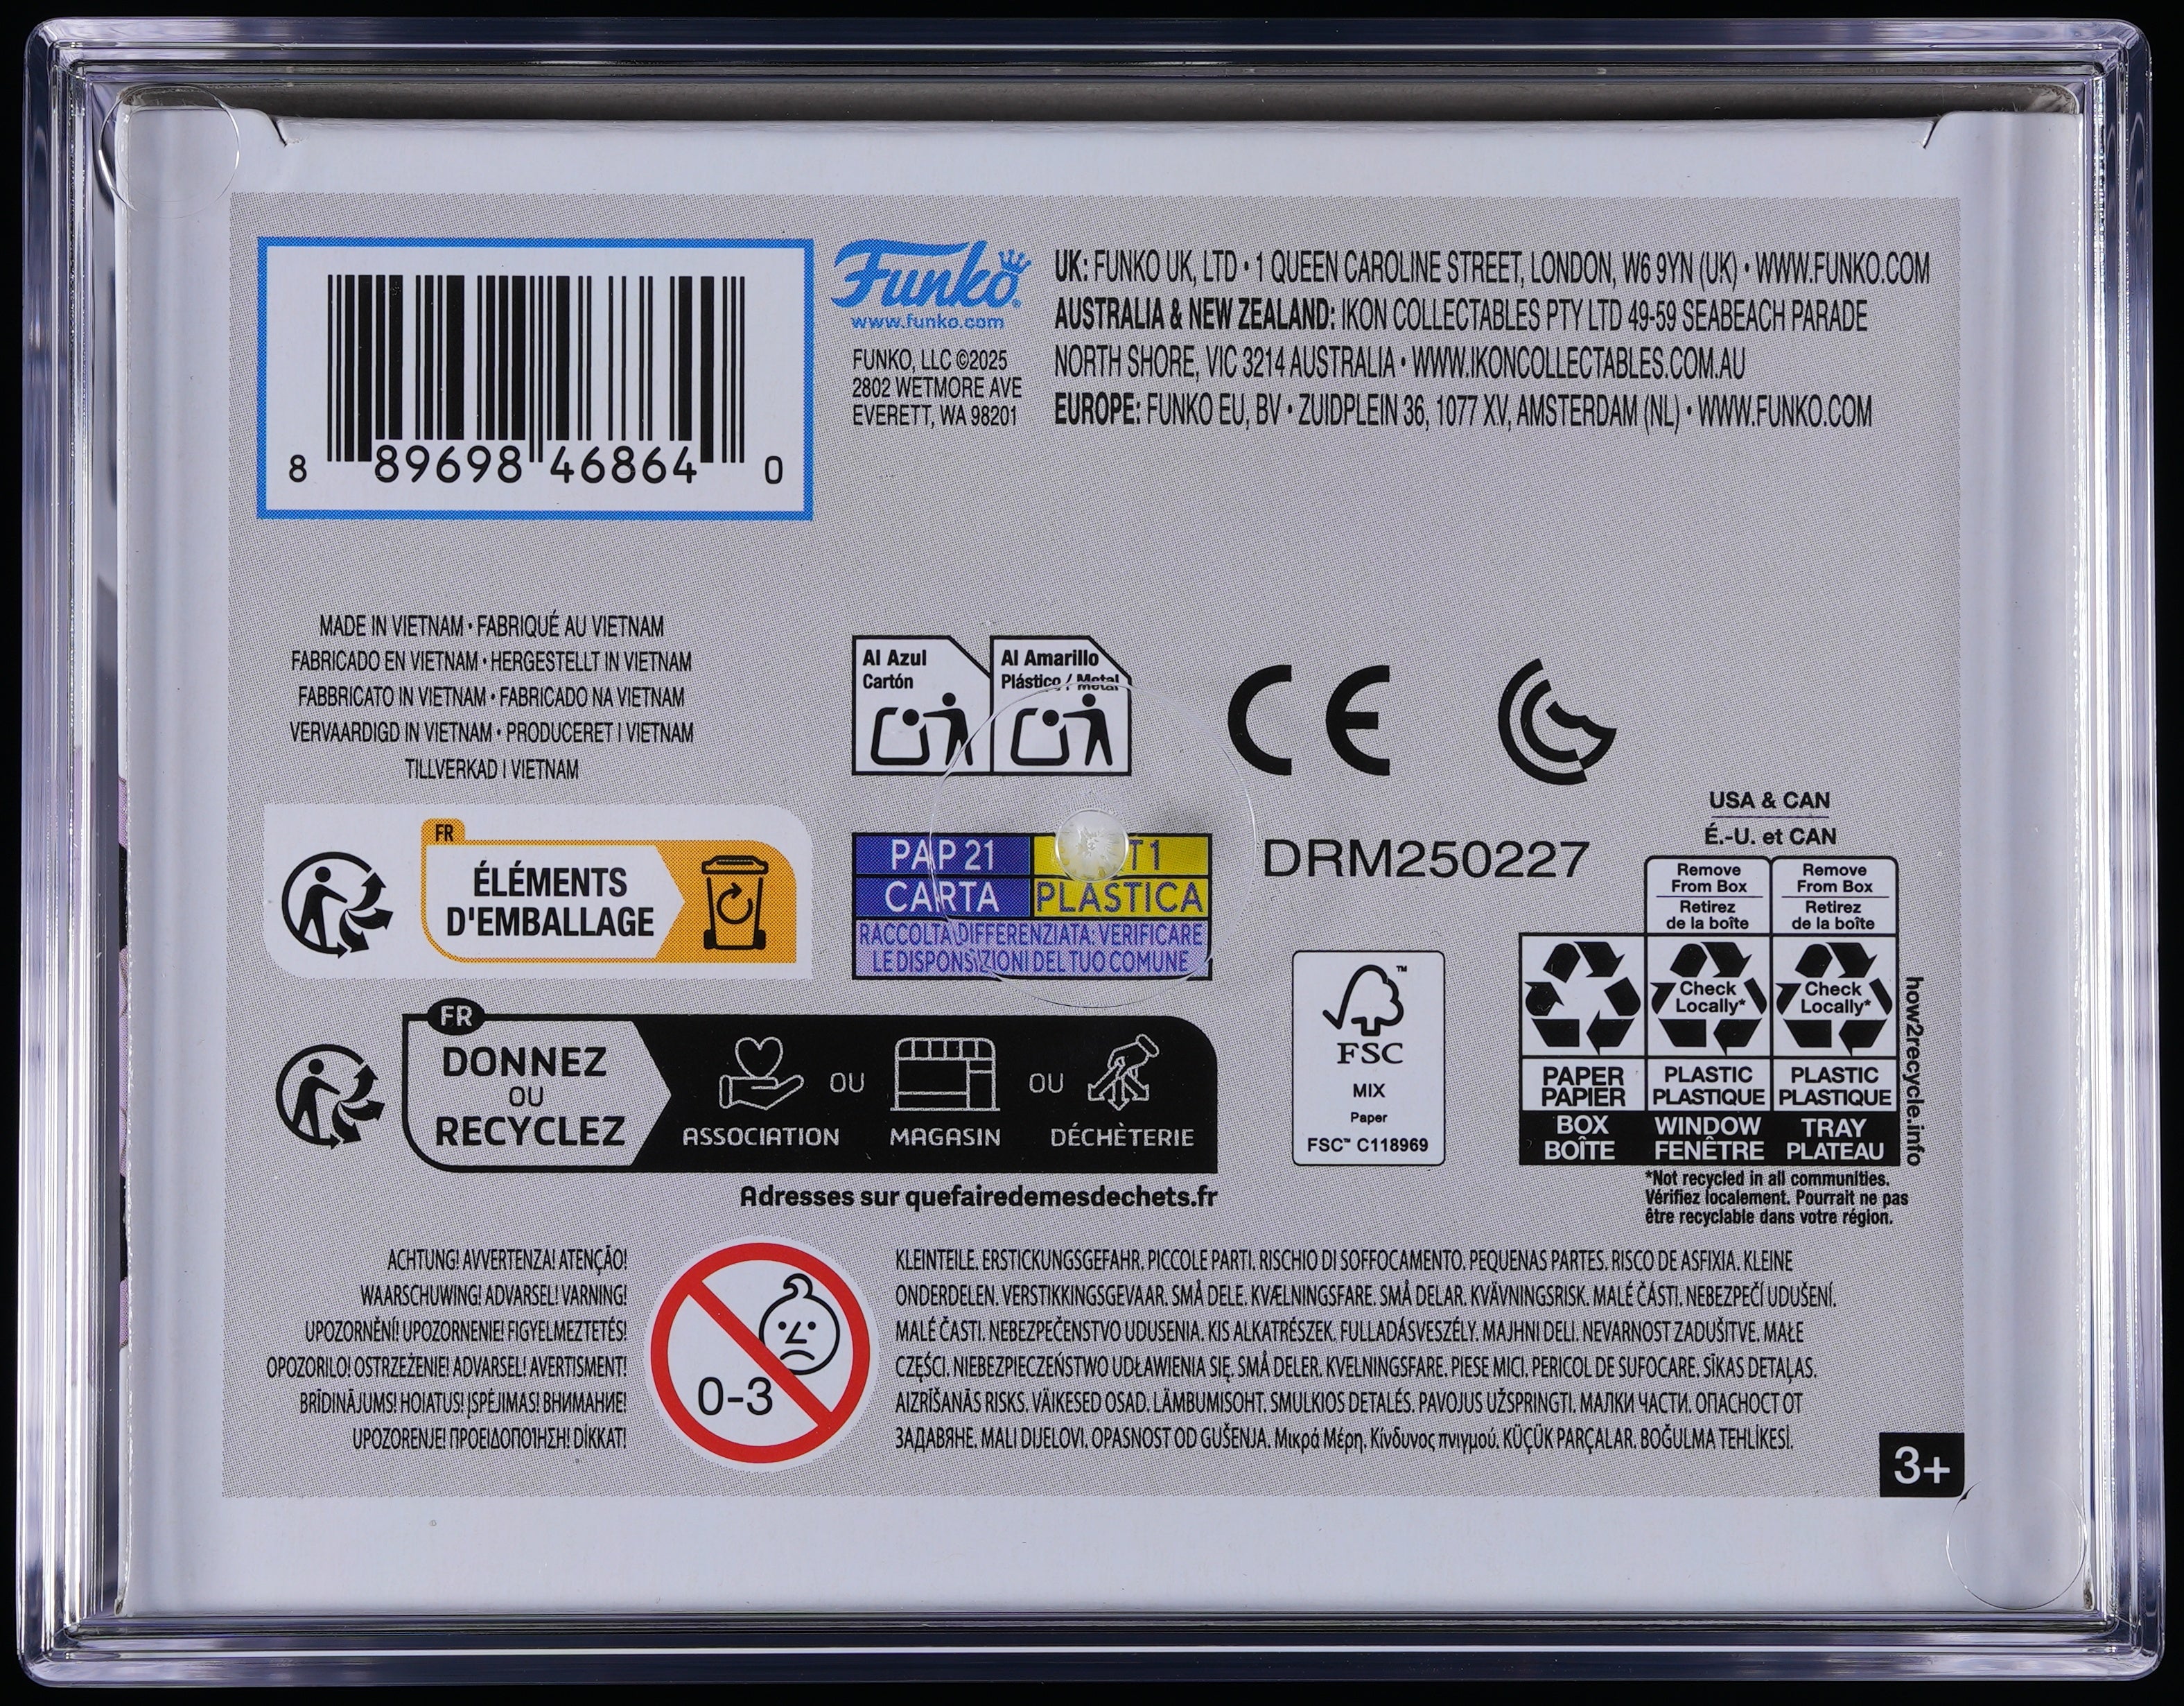 8 89698 46864 0
Funko
www.funko.com
FUNKO, LLC ©2025
2802 WETMORE AVE
EVERETT, WA 98201
UK: FUNKO UK, LTD • 1 QUEEN CAROLINE STREET, LONDON, W6 9YN (UK) • WWW.FUNKO.COM
AUSTRALIA & NEW ZEALAND: IKON COLLECTABLES PTY LTD 49-59 SEABEACH PARADE
NORTH SHORE, VIC 3214 AUSTRALIA • WWW.IKONCOLLECTABLES.COM.AU
EUROPE: FUNKO EU, BV • ZUIDPLEIN 36, 1077 XV, AMSTERDAM (NL) • WWW.FUNKO.COM
MADE IN VIETNAM • FABRIQUÉ AU VIETNAM
FABRICADO EN VIETNAM • HERGESTELLT IN VIETNAM
FABBRICATO IN VIETNAM • FABRICADO NA VIETNAM
VERVAARDIGD IN VIETNAM • PRODUCERET I VIETNAM
TILLVERKAD I VIETNAM
Al Azul
Cartón
Al Amarillo
Plástico / Metal
CE
FR
ÉLÉMENTS
D'EMBALLAGE
PAP 21
CARTA
PLASTICA
RACCOLTA DIFFERENZIATA: VERIFICARE
LE DISPONSIZIONI DEL TUO COMUNE
DRM250227
USA & CAN
É.-U. et CAN
Remove
From Box
Retirez
de la boîte
Remove
From Box
Retirez
de la boîte
Check
Locally*
Check
Locally*
PAPER
PAPIER
PLASTIC
PLASTIQUE
PLASTIC
PLASTIQUE
BOX
BOÎTE
WINDOW
FENÊTRE
TRAY
PLATEAU
how2recycle.info
*Not recycled in all communities.
Vérifiez localement. Pourrait ne pas
être recyclable dans votre région.
FSC™
MIX
Paper
FSC™ C118969
FR
DONNEZ
OU
RECYCLEZ
ASSOCIATION
OU
MAGASIN
OU
DÉCHÈTERIE
Adresses sur quefairedemesdechets.fr
ACHTUNG! AVVERTENZA! ATENÇÃO!
WAARSCHUWING! ADVARSEL! VARNING!
UPOZORNĚNÍ! UPOZORNENIE! FIGYELMEZTETÉS!
OPOZORILO! OSTRZEŻENIE! ADVARSEL! AVERTISMENT!
BRĪDINĀJUMS! HOIATUS! ĮSPĖJIMAS! ВНИМАНИЕ!
UPOZORENJE! ΠΡΟΕΙΔΟΠΟΊΗΣΗ! DİKKAT!
0-3
KLEINTEILE. ERSTICKUNGSGEFAHR. PICCOLE PARTI. RISCHIO DI SOFFOCAMENTO. PEQUENAS PARTES. RISCO DE ASFIXIA. KLEINE
ONDERDELEN. VERSTIKKINGSGEVAAR. SMÅ DELE. KVÆLNINGSFARE. SMÅ DELAR. KVÄVNINGSRISK. MALÉ ČÁSTI. NEBEZPEČÍ UDUŠENÍ.
MALÉ ČASTI. NEBEZPEČENSTVO UDUSENIA. KIS ALKATRÉSZEK. FULLADÁSVESZÉLY. MAJHNI DELI. NEVARNOST ZADUŠITVE. MAŁE
CZĘŚCI. NIEBEZPIECZEŃSTWO UDŁAWIENIA SIĘ. SMÅ DELER. KVELNINGSFARE. PIESE MICI. PERICOL DE SUFOCARE. SĪKAS DETAĻAS.
AIZRĪŠANĀS RISKS. VÄIKESED OSAD. LÄMBUMISOHT. SMULKIOS DETALĖS. PAVOJUS UŽSPRINGTI. МАЛКИ ЧАСТИ. ОПАСНОСТ ОТ
ЗАДАВЯНЕ. MALI DIJELOVI. OPASNOST OD GUŠENJA. Μικρά Μέρη. Κίνδυνος πνιγμού. KÜÇÜK PARÇALAR. BOĞULMA TEHLİKESİ.
3+